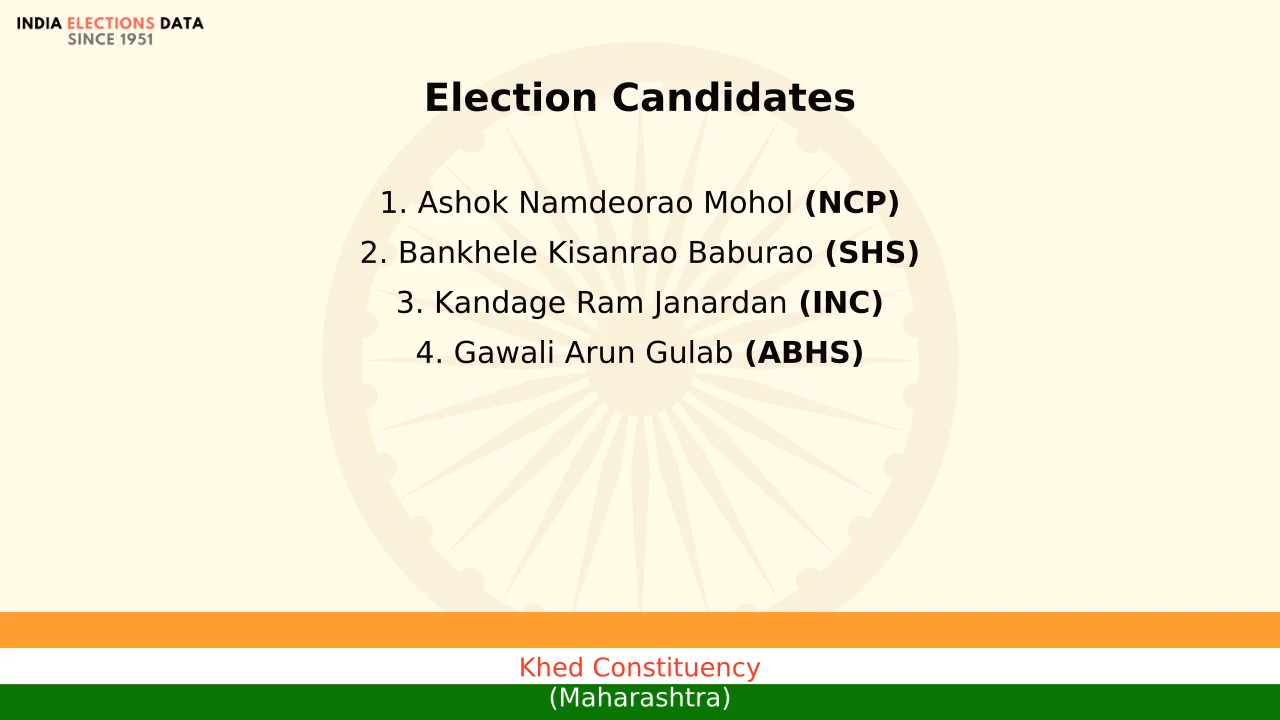 INDIA ELECTIONS DATA
SINCE 1951
Election Candidates
1. Ashok Namdeorao Mohol (NCP)
2. Bankhele Kisanrao Baburao (SHS)
3. Kandage Ram Janardan (INC)
4. Gawali Arun Gulab (ABHS)
Khed Constituency
(Maharashtra)